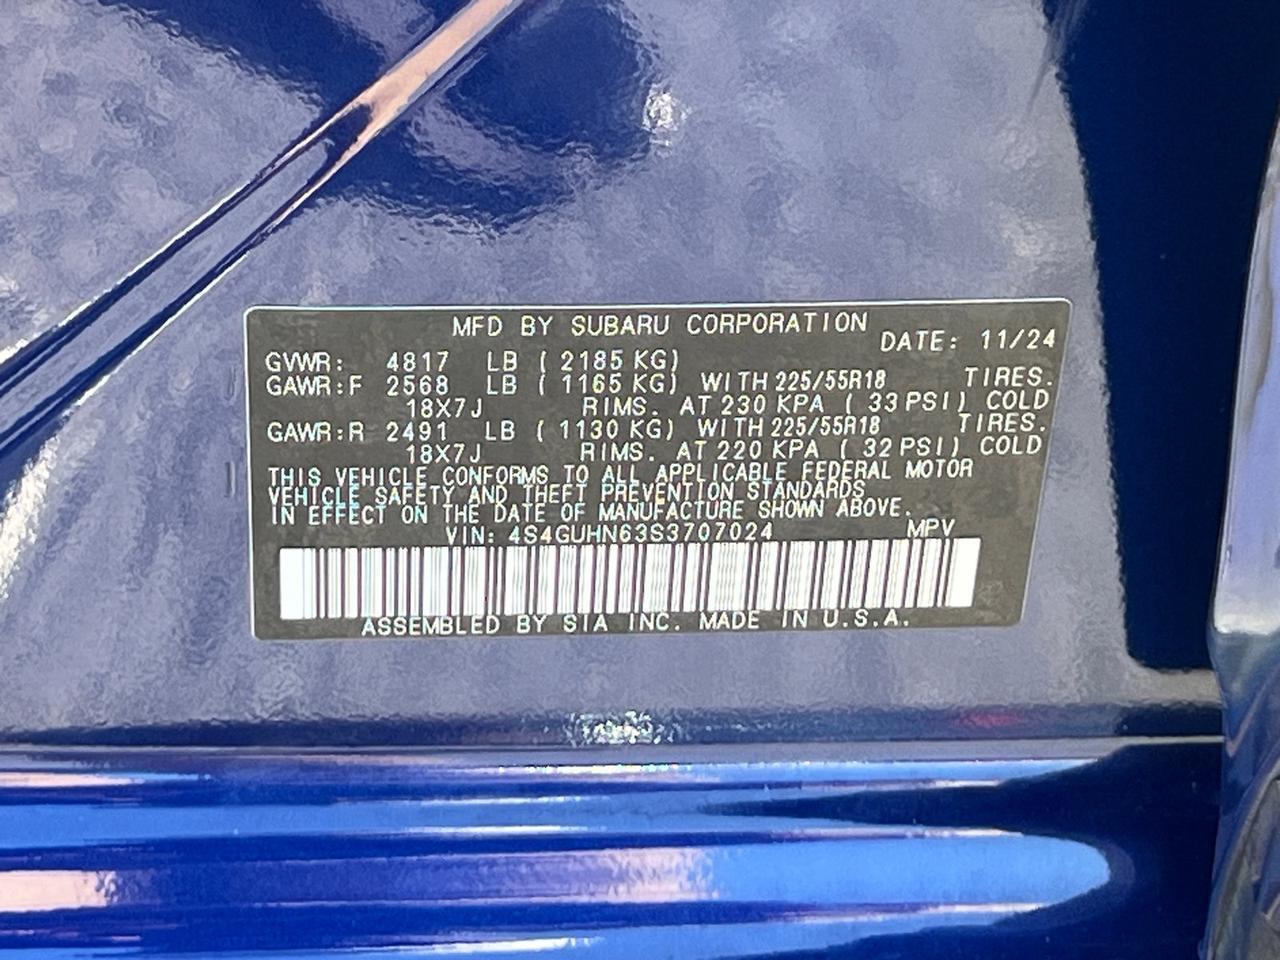 MFD BY SUBARU CORPORATION
DATE: 11/24
GVWR: 4817 LB ( 2185 KG)
GAWR:F 2568 LB ( 1165 KG) WITH 225/55R18 TIRES.
18X7J RIMS. AT 230 KPA ( 33 PSI) COLD
GAWR:R 2491 LB ( 1130 KG) WITH 225/55R18 TIRES.
18X7J RIMS. AT 220 KPA ( 32 PSI) COLD
THIS VEHICLE CONFORMS TO ALL APPLICABLE FEDERAL MOTOR
VEHICLE SAFETY AND THEFT PREVENTION STANDARDS
IN EFFECT ON THE DATE OF MANUFACTURE SHOWN ABOVE.
VIN: 4S4GUHN63S3707024 MPV
ASSEMBLED BY SIA INC. MADE IN U.S.A.